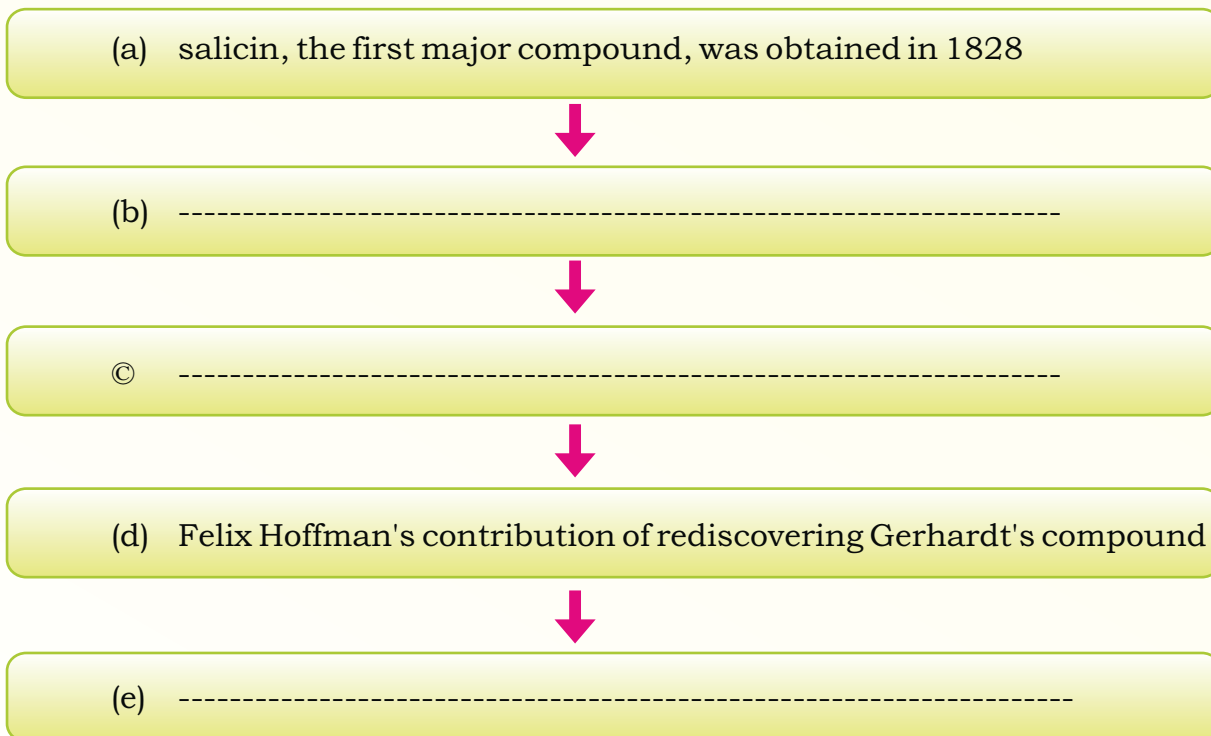 (a) salicin, the first major compound, was obtained in 1828
(b) --------------------------------------------------------------------
© --------------------------------------------------------------------
(d) Felix Hoffman's contribution of rediscovering Gerhardt's compound
(e) ---------------------------------------------------------------------